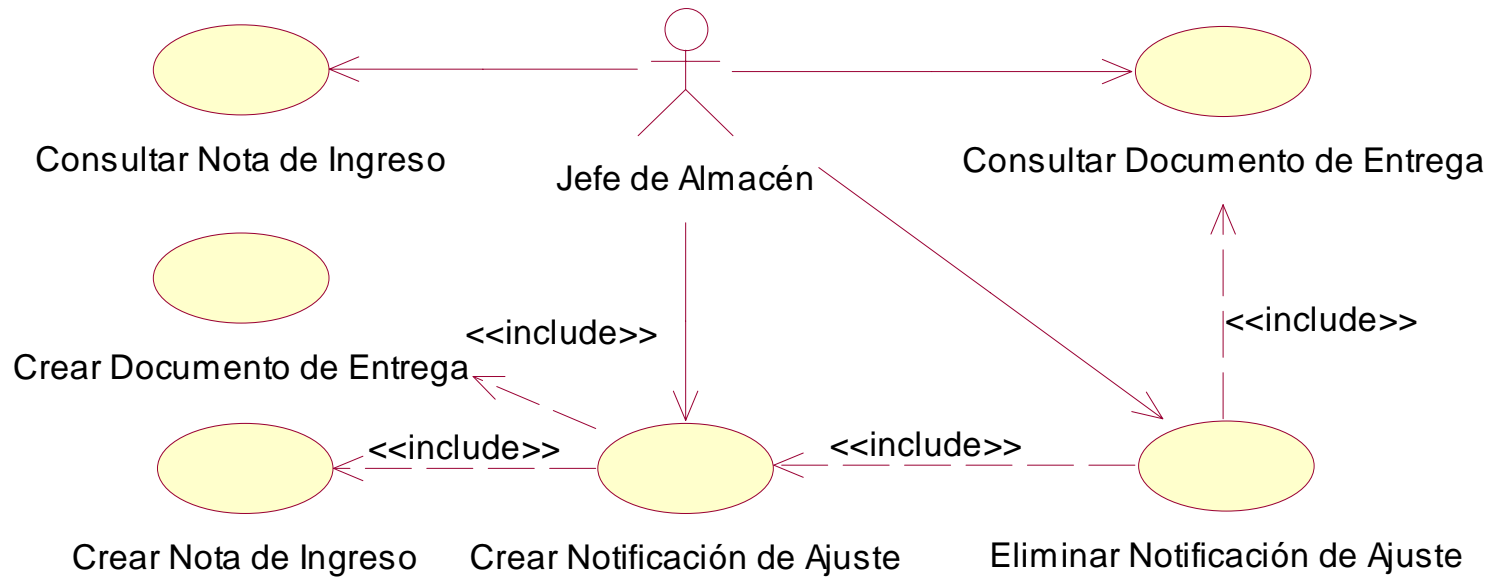 Consultar Nota de Ingreso
Jefe de Almacén
Consultar Documento de Entrega
<<include>>
<<include>>
Crear Documento de Entrega
<<include>>
<<include>>
Crear Nota de Ingreso
Crear Notificación de Ajuste
Eliminar Notificación de Ajuste